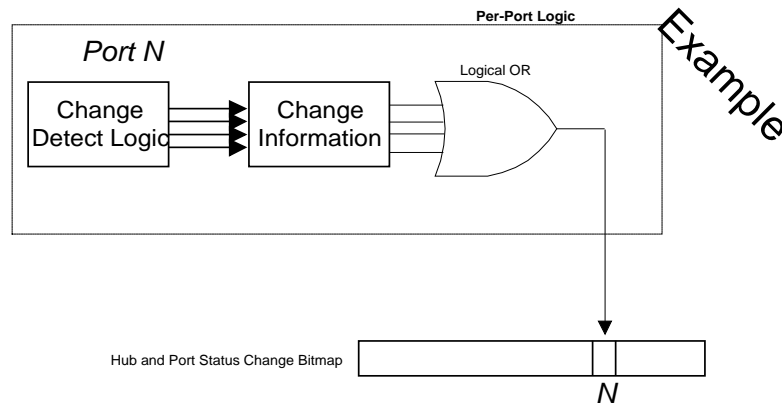 Per-Port Logic
Example
Port N
Logical OR
Change
Detect Logic
Change
Information
Hub and Port Status Change Bitmap
N